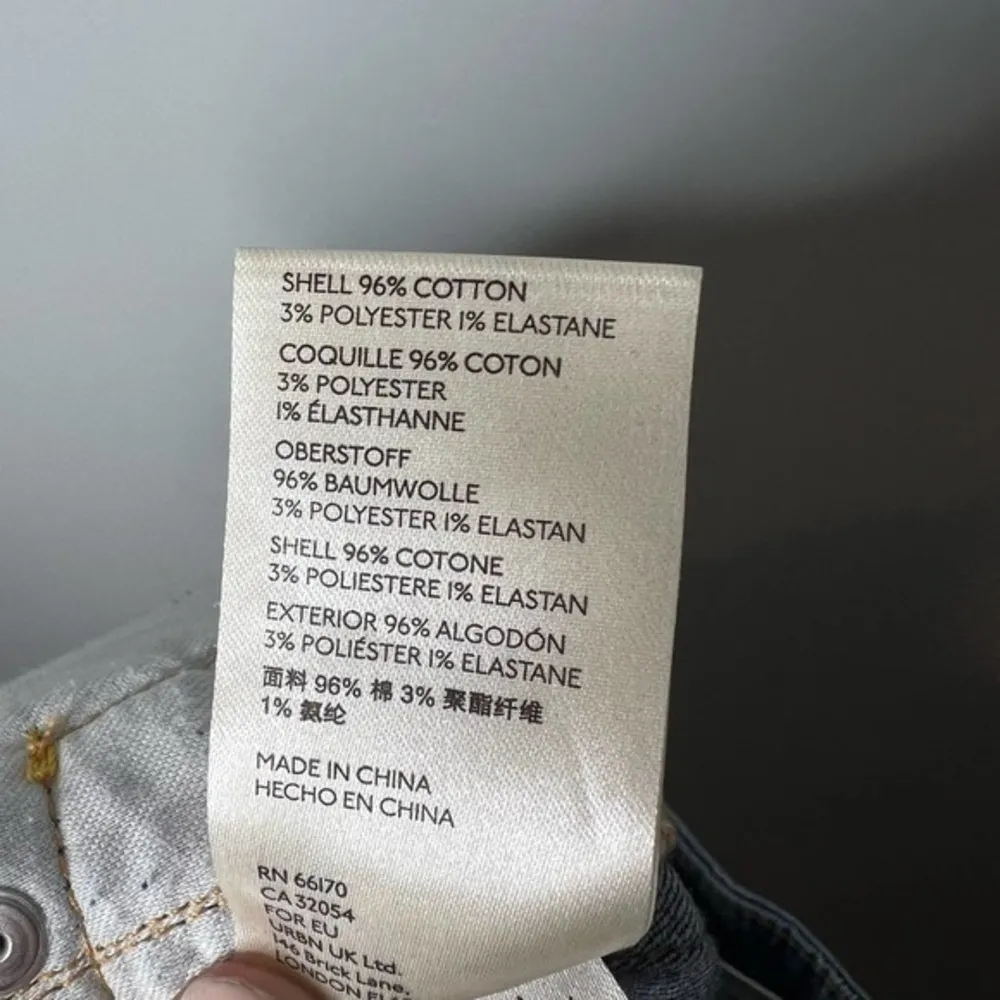 SHELL 96% COTTON
3% POLYESTER 1% ELASTANE
COQUILLE 96% COTON
3% POLYESTER
1% ÉLASTHANNE
OBERSTOFF
96% BAUMWOLLE
3% POLYESTER 1% ELASTAN
SHELL 96% COTONE
3% POLIESTERE 1% ELASTAN
EXTERIOR 96% ALGODÓN
3% POLIÉSTER 1% ELASTANE
面料 96% 棉 3% 聚酯纤维
1% 氨纶
MADE IN CHINA
HECHO EN CHINA
RN 66170
CA 32054
FOR EU
URBN UK Ltd.
146 Brick Lane,
LONDON